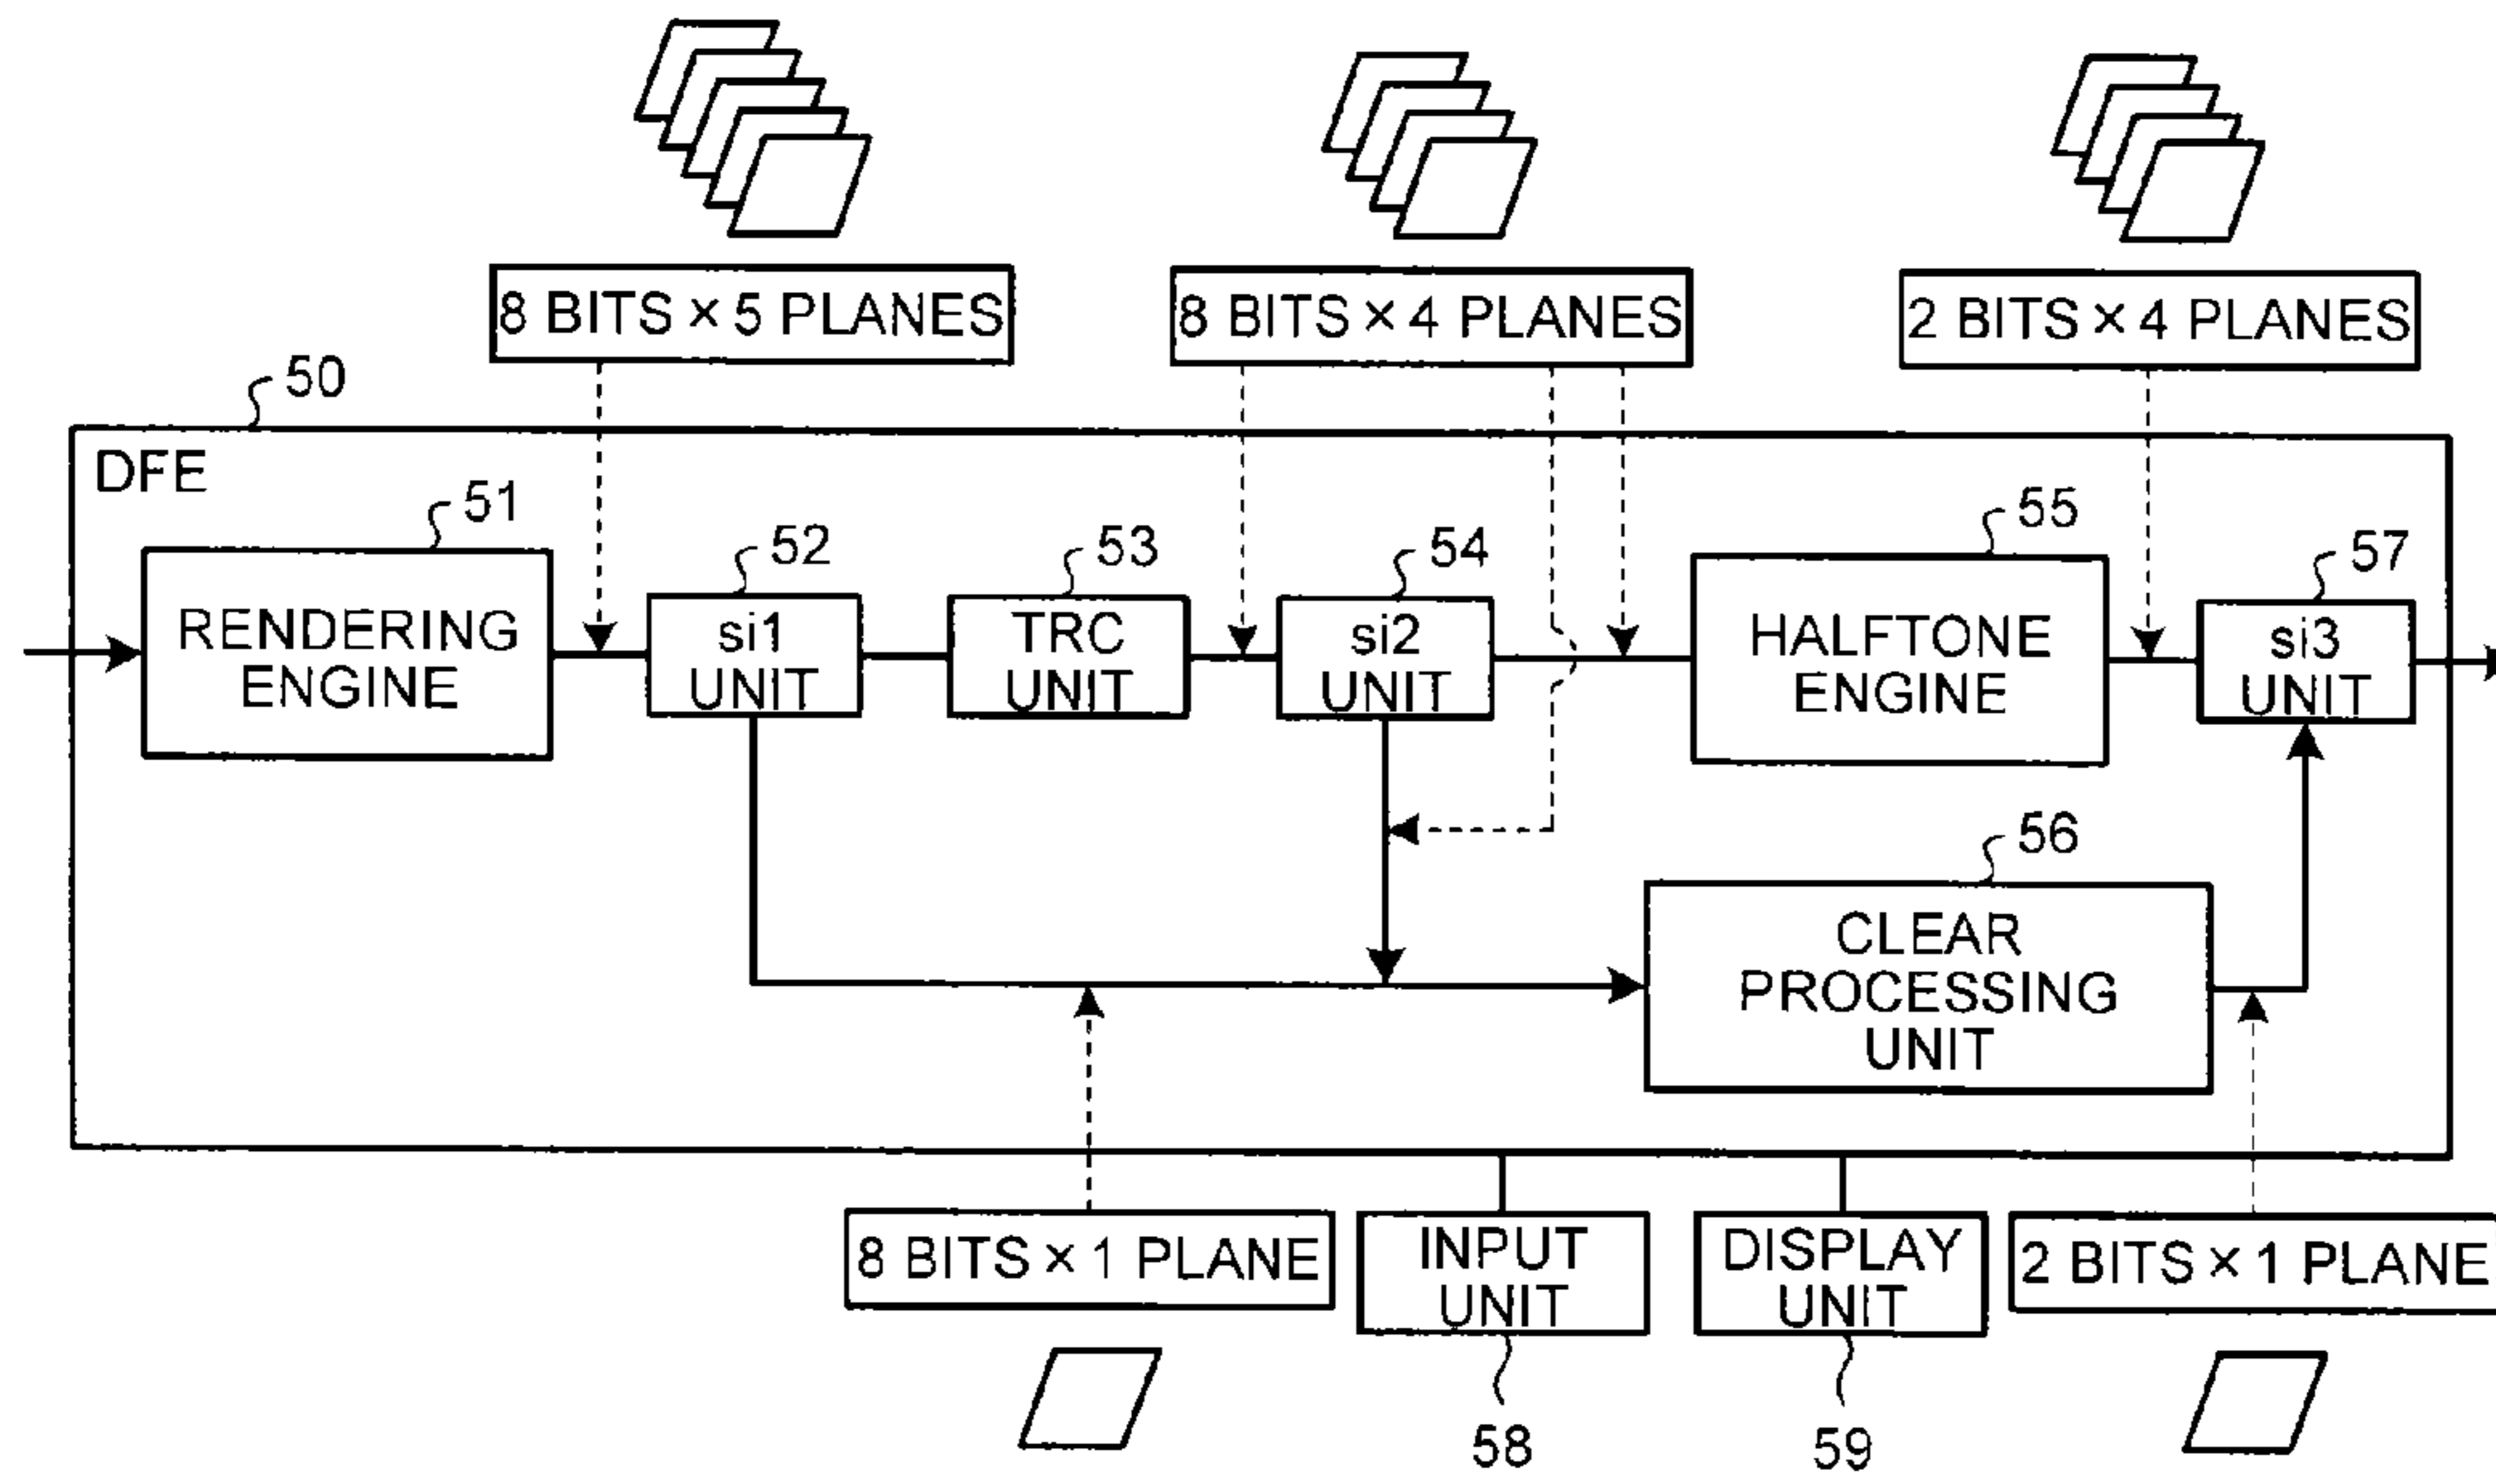 8 BITS × 5 PLANES
8 BITS × 4 PLANES
2 BITS × 4 PLANES
50
DFE
51
52
53
54
55
57
RENDERING
ENGINE
si1
UNIT
TRC
UNIT
si2
UNIT
HALFTONE
ENGINE
si3
UNIT
56
CLEAR
PROCESSING
UNIT
8 BITS × 1 PLANE
INPUT
UNIT
DISPLAY
UNIT
2 BITS × 1 PLANE
58
59